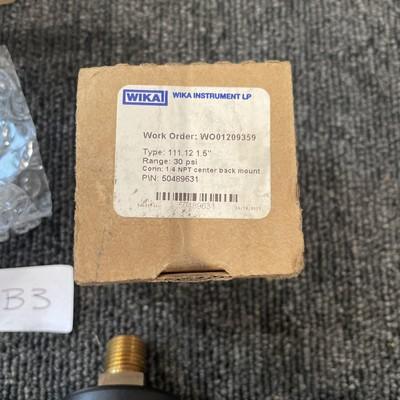 WIKA WIKA INSTRUMENT LP
Work Order: WO01209359
Type: 111.12 1.5"
Range: 30 psi
Conn: 1.4 NPT center back mount
P\N: 50489631
50489631
B3